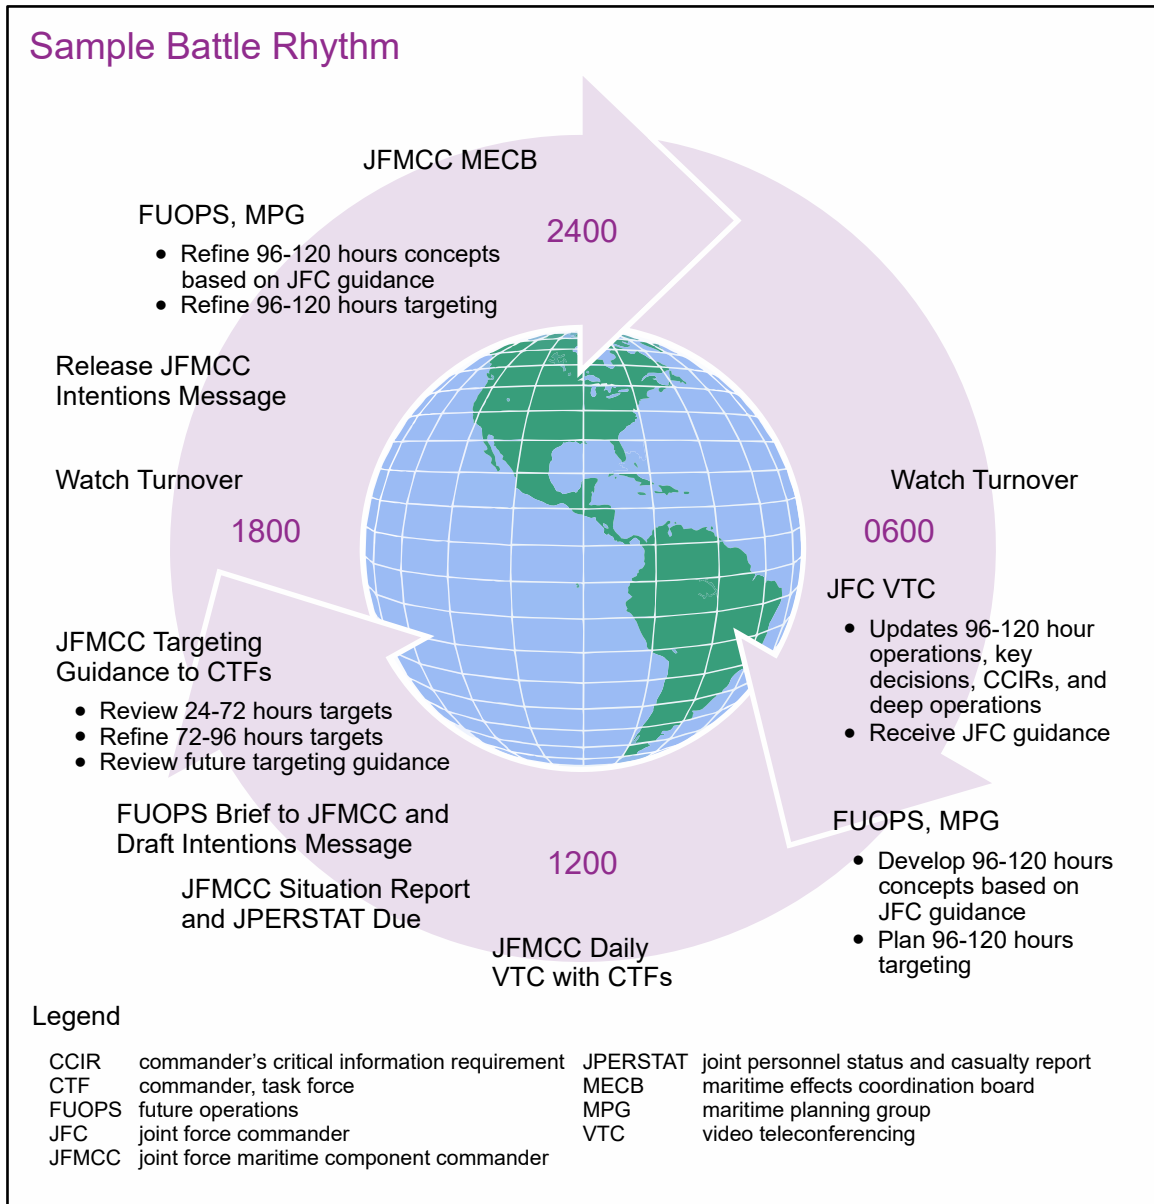 Sample Battle Rhythm
JFMCC MECB
2400
FUOPS, MPG
• Refine 96-120 hours concepts
based on JFC guidance
• Refine 96-120 hours targeting
Release JFMCC
Intentions Message
Watch Turnover
1800
Watch Turnover
0600
JFC VTC
• Updates 96-120 hour
operations, key
decisions, CCIRs, and
deep operations
• Receive JFC guidance
JFMCC Targeting
Guidance to CTFs
• Review 24-72 hours targets
• Refine 72-96 hours targets
• Review future targeting guidance
FUOPS Brief to JFMCC and
Draft Intentions Message
JFMCC Situation Report
and JPERSTAT Due
1200
JFMCC Daily
VTC with CTFs
FUOPS, MPG
• Develop 96-120 hours
concepts based on
JFC guidance
• Plan 96-120 hours
targeting
Legend
CCIR commander's critical information requirement
CTF commander, task force
FUOPS future operations
JFC joint force commander
JFMCC joint force maritime component commander
JPERSTAT joint personnel status and casualty report
MECB maritime effects coordination board
MPG maritime planning group
VTC video teleconferencing